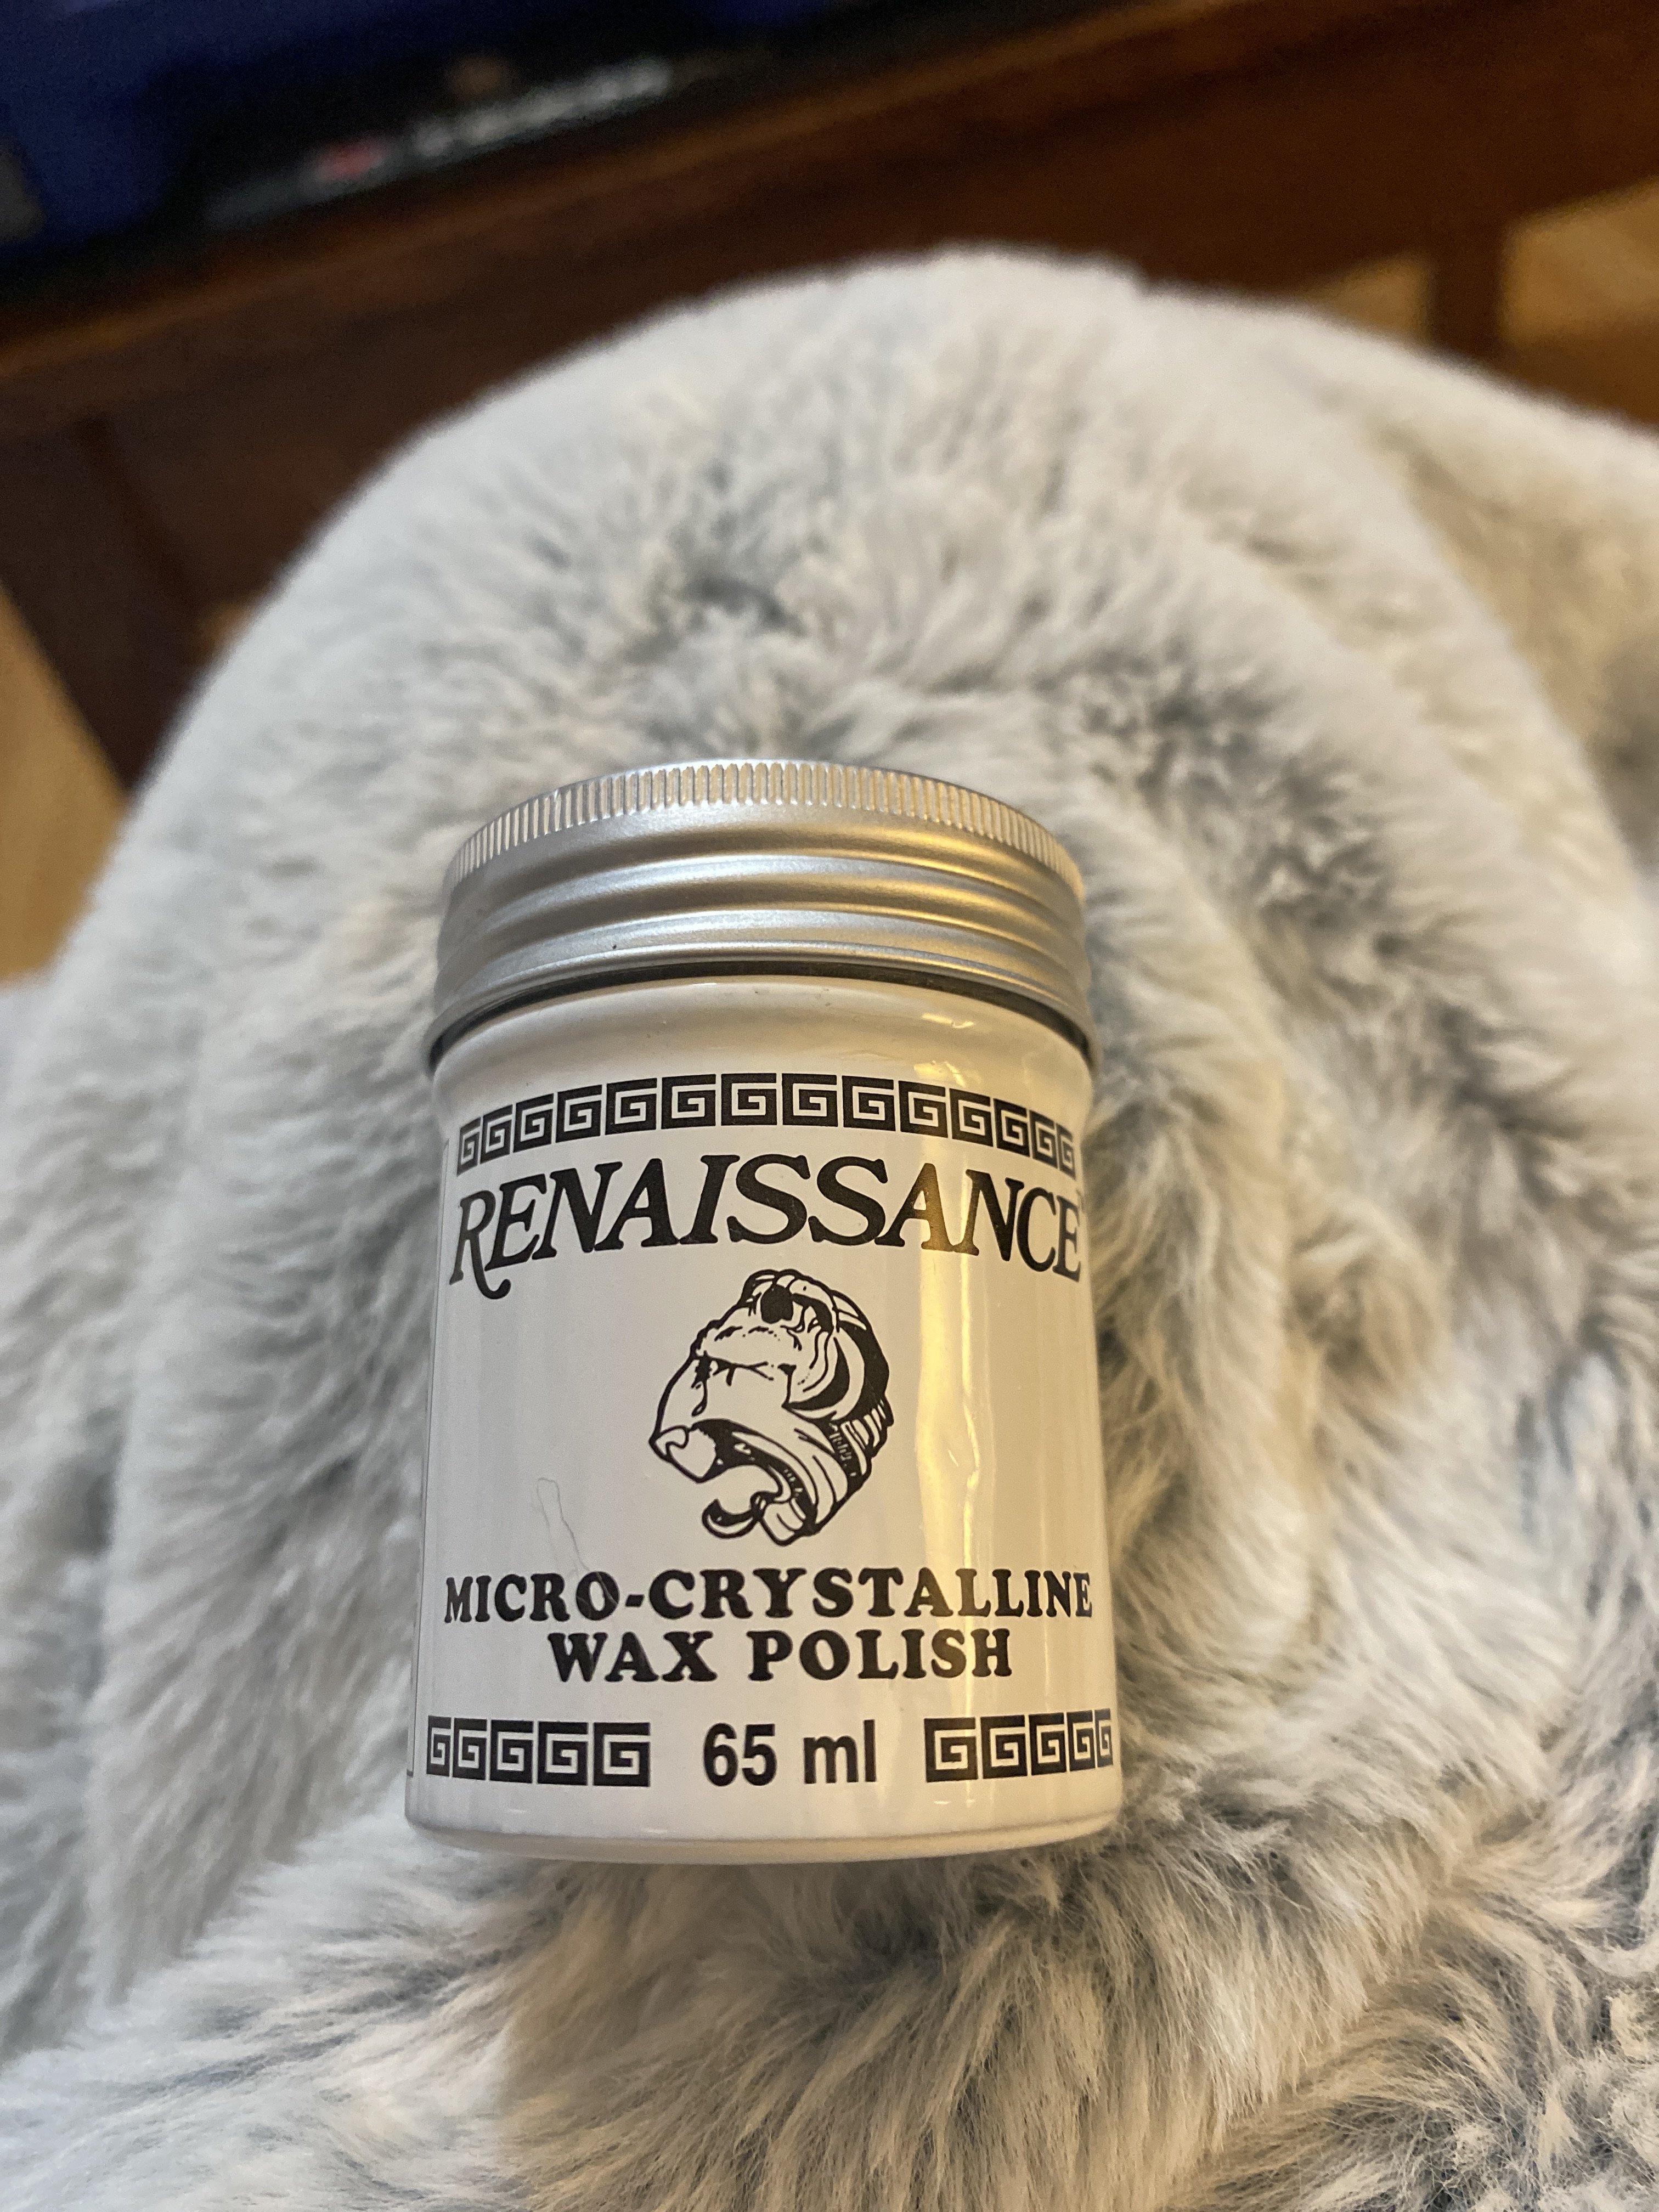 RENAISSANCE
MICRO-CRYSTALLINE
WAX POLISH
65 ml